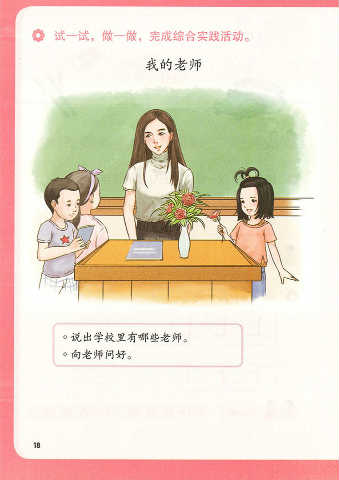 试一试，做一做，完成综合实践活动。
我的老师
说出学校里有哪些老师。
向老师问好。
18